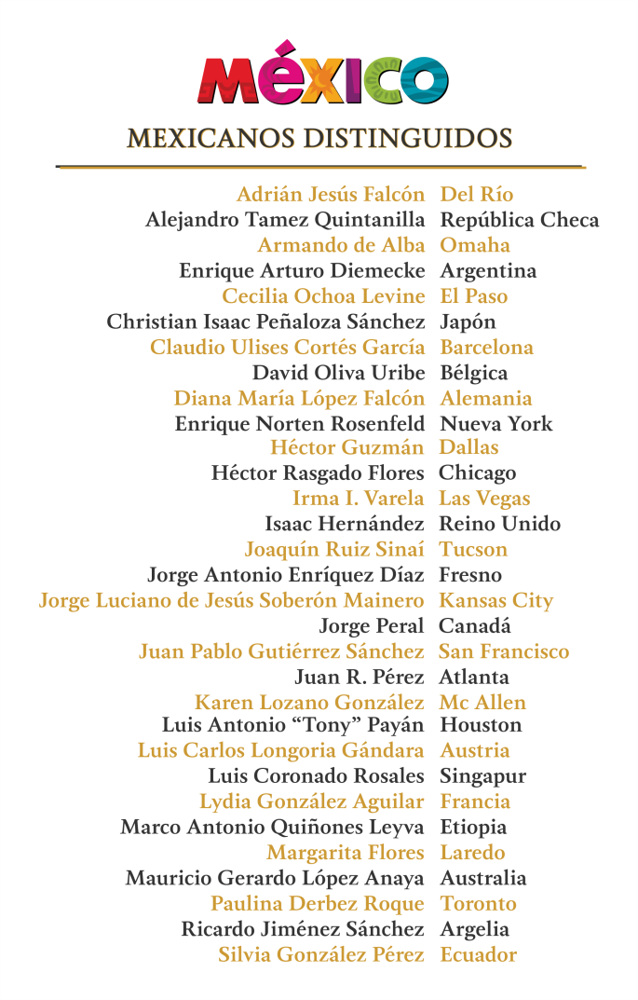 MéXICO
MEXICANOS DISTINGUIDOS
Adrián Jesús Falcón Del Río
Alejandro Tamez Quintanilla República Checa
Armando de Alba Omaha
Enrique Arturo Diemecke Argentina
Cecilia Ochoa Levine El Paso
Christian Isaac Peñaloza Sánchez Japón
Claudio Ulises Cortés García Barcelona
David Oliva Uribe Bélgica
Diana María López Falcón Alemania
Enrique Norten Rosenfeld Nueva York
Héctor Guzmán Dallas
Héctor Rasgado Flores Chicago
Irma I. Varela Las Vegas
Isaac Hernández Reino Unido
Joaquín Ruiz Sinaí Tucson
Jorge Antonio Enríquez Díaz Fresno
Jorge Luciano de Jesús Soberón Mainero Kansas City
Jorge Peral Canadá
Juan Pablo Gutiérrez Sánchez San Francisco
Juan R. Pérez Atlanta
Karen Lozano González Mc Allen
Luis Antonio “Tony” Payán Houston
Luis Carlos Longoria Gándara Austria
Luis Coronado Rosales Singapur
Lydia González Aguilar Francia
Marco Antonio Quiñones Leyva Etiopia
Margarita Flores Laredo
Mauricio Gerardo López Anaya Australia
Paulina Derbez Roque Toronto
Ricardo Jiménez Sánchez Argelia
Silvia González Pérez Ecuador